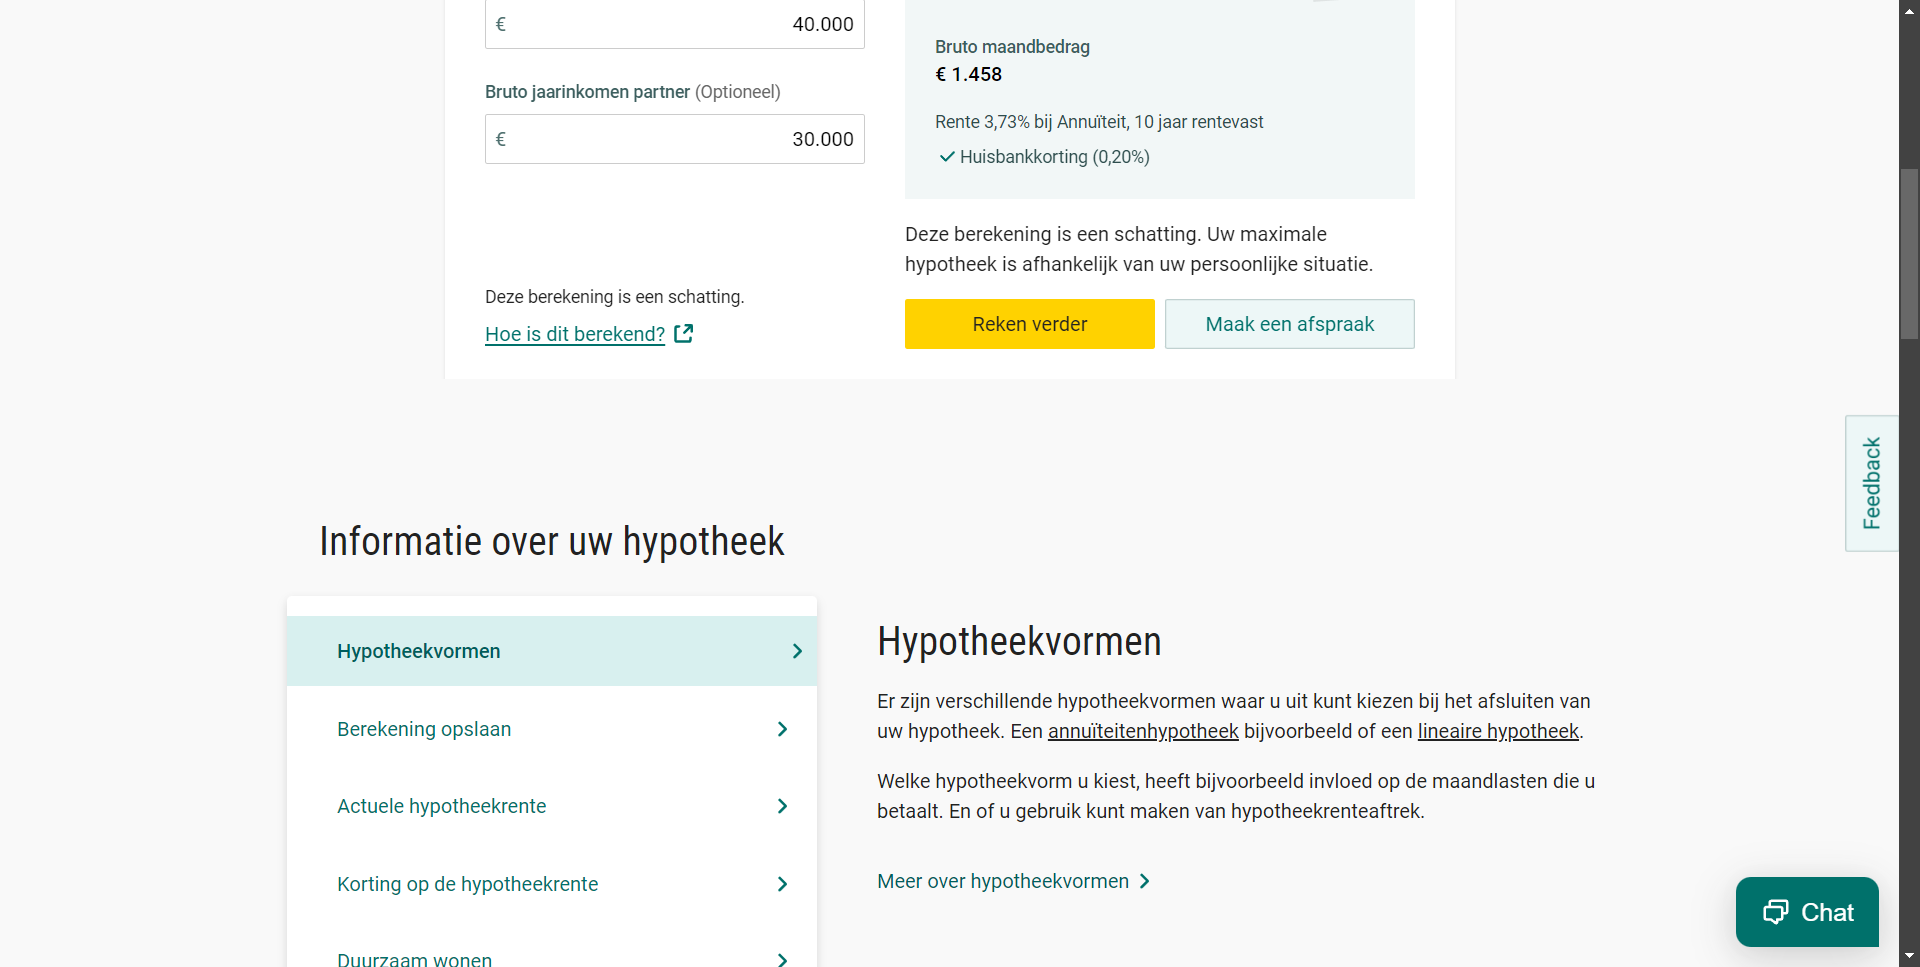 € 40.000
Bruto jaarinkomen partner (Optioneel)
€ 30.000
Deze berekening is een schatting.
Hoe is dit berekend?
Bruto maandbedrag
€ 1.458
Rente 3,73% bij Annuïteit, 10 jaar rentevast
Huisbankkorting (0,20%)
Deze berekening is een schatting. Uw maximale
hypotheek is afhankelijk van uw persoonlijke situatie.
Reken verder
Maak een afspraak
Feedback
Informatie over uw hypotheek
Hypotheekvormen
Berekening opslaan
Actuele hypotheekrente
Korting op de hypotheekrente
Duurzaam wonen
Hypotheekvormen
Er zijn verschillende hypotheekvormen waar u uit kunt kiezen bij het afsluiten van
uw hypotheek. Een annuïteitenhypotheek bijvoorbeeld of een lineaire hypotheek.
Welke hypotheekvorm u kiest, heeft bijvoorbeeld invloed op de maandlasten die u
betaalt. En of u gebruik kunt maken van hypotheekrenteaftrek.
Meer over hypotheekvormen
Chat